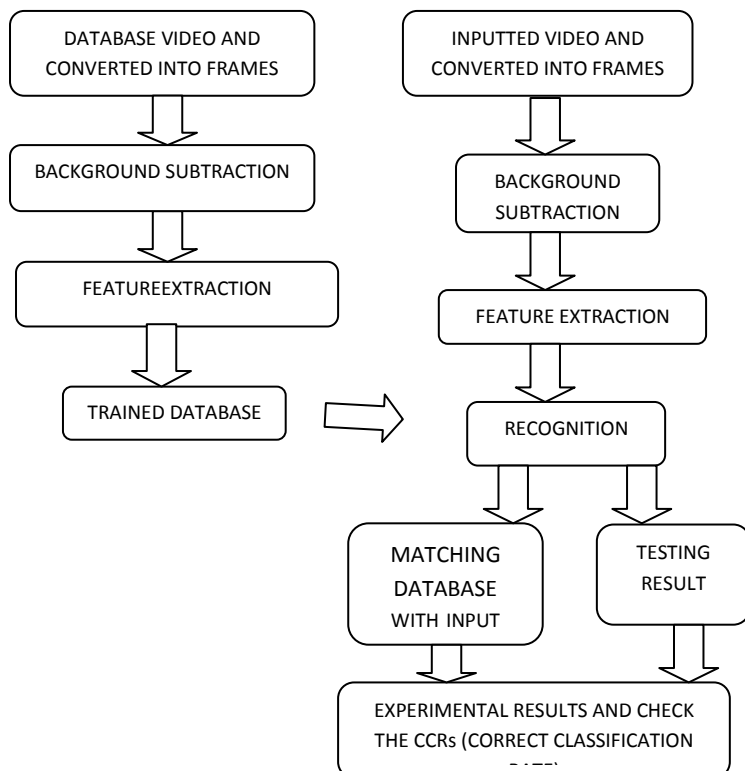 DATABASE VIDEO AND
CONVERTED INTO FRAMES
INPUTTED VIDEO AND
CONVERTED INTO FRAMES
BACKGROUND SUBTRACTION
BACKGROUND
SUBTRACTION
FEATUREEXTRACTION
FEATURE EXTRACTION
TRAINED DATABASE
RECOGNITION
MATCHING
DATABASE
WITH INPUT
TESTING
RESULT
EXPERIMENTAL RESULTS AND CHECK
THE CCRs (CORRECT CLASSIFICATION